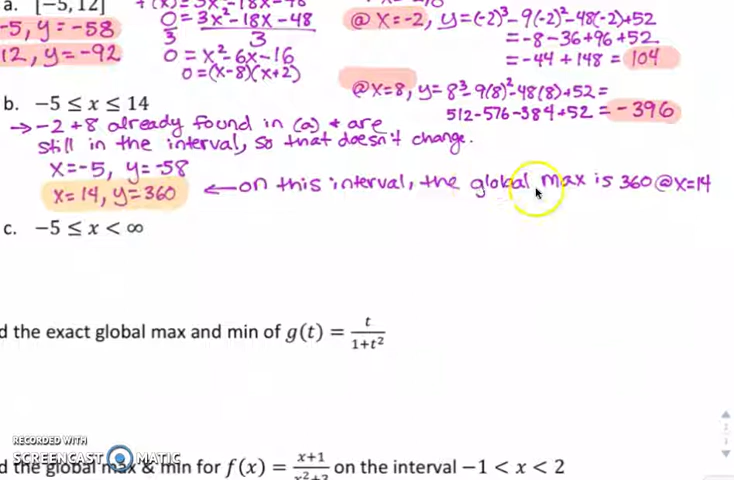 a. [-5, 12]
-5, y = -58
12, y = -92
0 = 3x² - 18x - 48
3 3
0 = x² - 6x - 16
0 = (x-8)(x+2)
@ x = -2, y = (-2)³ - 9(-2)² - 48(-2) + 52
= -8 - 36 + 96 + 52
= -44 + 148 = 104
@ x = 8, y = 8³ - 9(8)² - 48(8) + 52 =
512 - 576 - 384 + 52 = -396
b. −5 ≤ x ≤ 14
→ -2 + 8 already found in (a) + are
still in the interval, so that doesn't change.
x = -5, y = -58
x = 14, y = 360 ← on this interval, the global max is 360 @ x = 14
c. −5 ≤ x < ∞
d the exact global max and min of g(t) = t/(1+t²)
RECORDED WITH
SCREENCAST MATIC
d the global max & min for f(x) = (x+1)/ on the interval −1 < x < 2